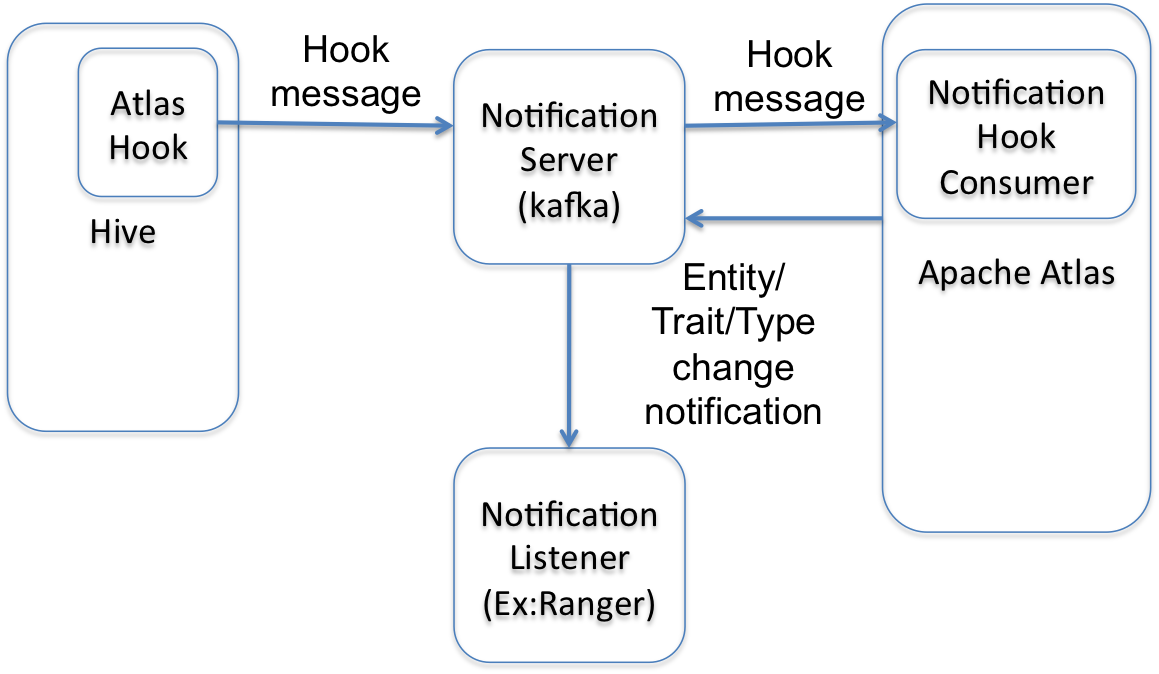 Atlas
Hook
Hive
Hook
message
Notification
Server
(kafka)
Hook
message
Notification
Hook
Consumer
Apache Atlas
Entity/
Trait/Type
change
notification
Notification
Listener
(Ex:Ranger)